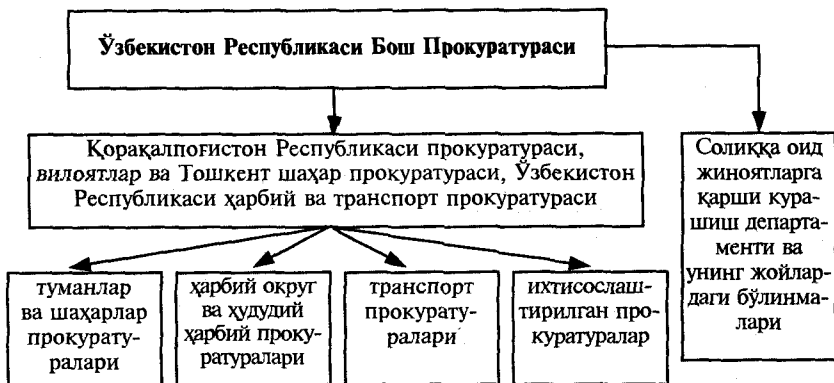 Ўзбекистон Республикаси Бош Прокуратураси
Қорақалпоғистон Республикаси прокуратураси,
вилоятлар ва Тошкент шаҳар прокуратураси, Ўзбекистон
Республикаси ҳарбий ва транспорт прокуратураси
Солиққа оид
жиноятларга
қарши кура-
шиш департа-
менти ва
унинг жойлар-
даги бўлинма-
лари
туманлар
ва шаҳарлар
прокурату-
ралари
ҳарбий округ
ва ҳудудий
ҳарбий проку-
ратуралари
транспорт
прокурату-
ралари
ихтисослаш-
тирилган про-
куратуралар